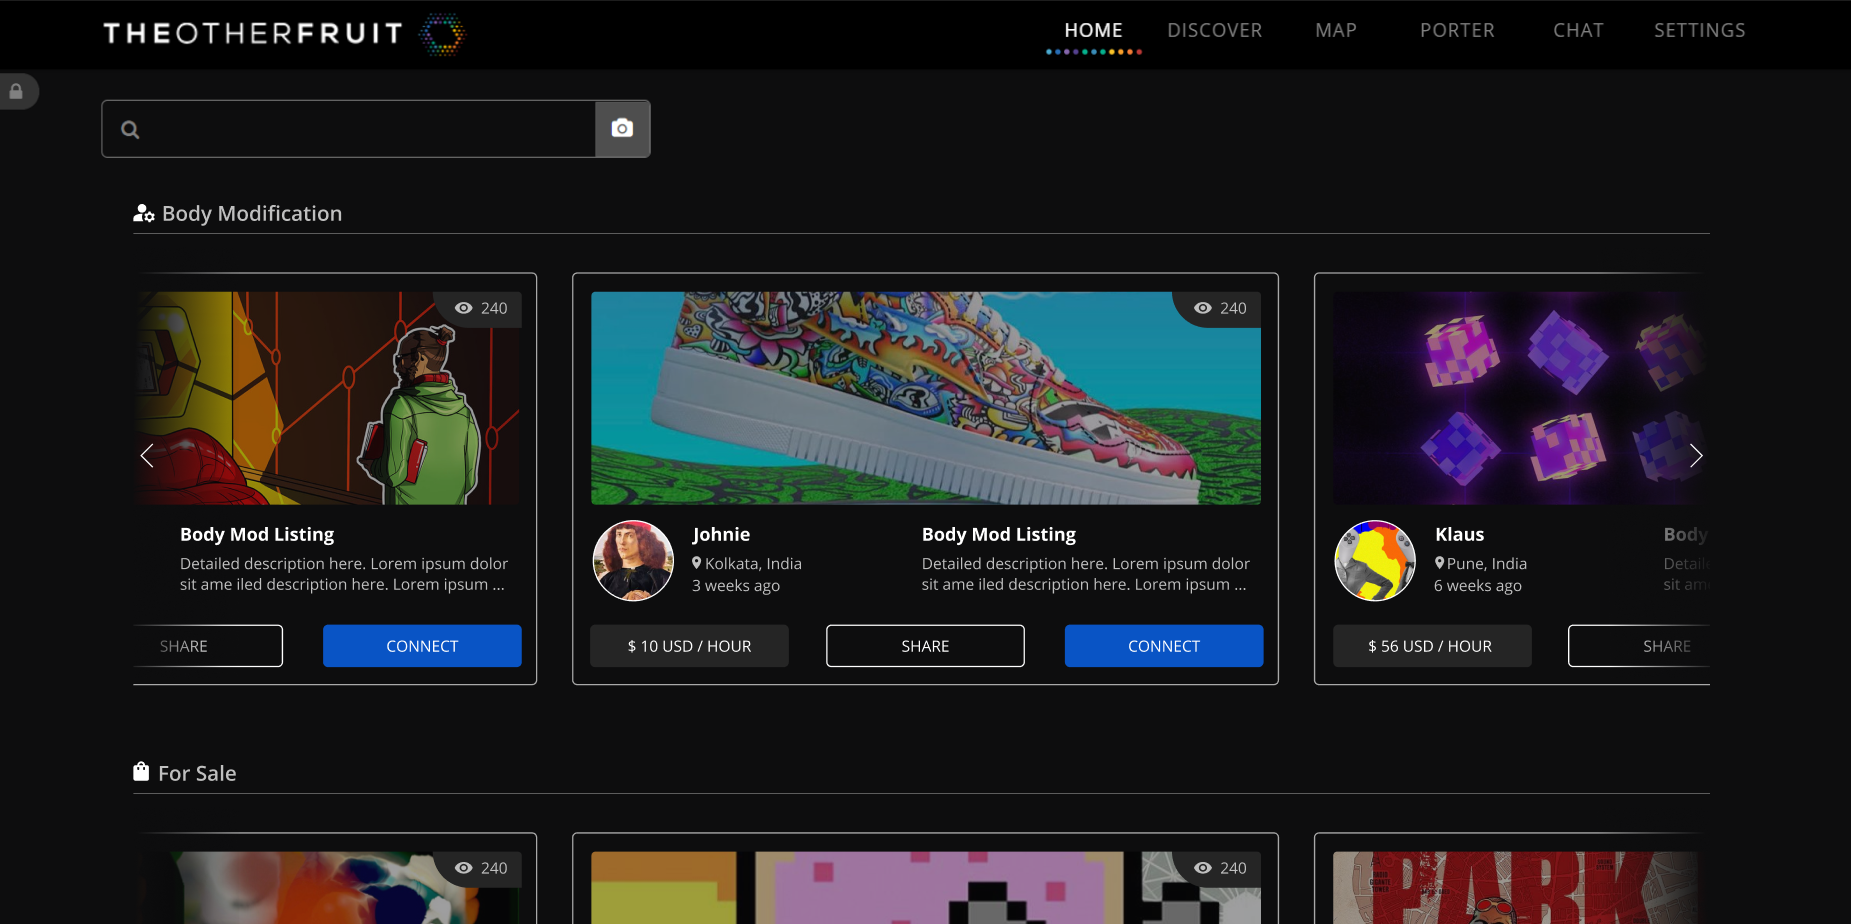 THEOTHERFRUIT
HOME DISCOVER MAP PORTER CHAT SETTINGS
Body Modification
240
Body Mod Listing
Detailed description here. Lorem ipsum dolor
sit ame iled description here. Lorem ipsum ...
SHARE
CONNECT
240
Johnie
Kolkata, India
3 weeks ago
Body Mod Listing
Detailed description here. Lorem ipsum dolor
sit ame iled description here. Lorem ipsum ...
$ 10 USD / HOUR
SHARE
CONNECT
Klaus
Pune, India
6 weeks ago
Body
Detaile
sit am
$ 56 USD / HOUR
SHARE
For Sale
240
240
PARK